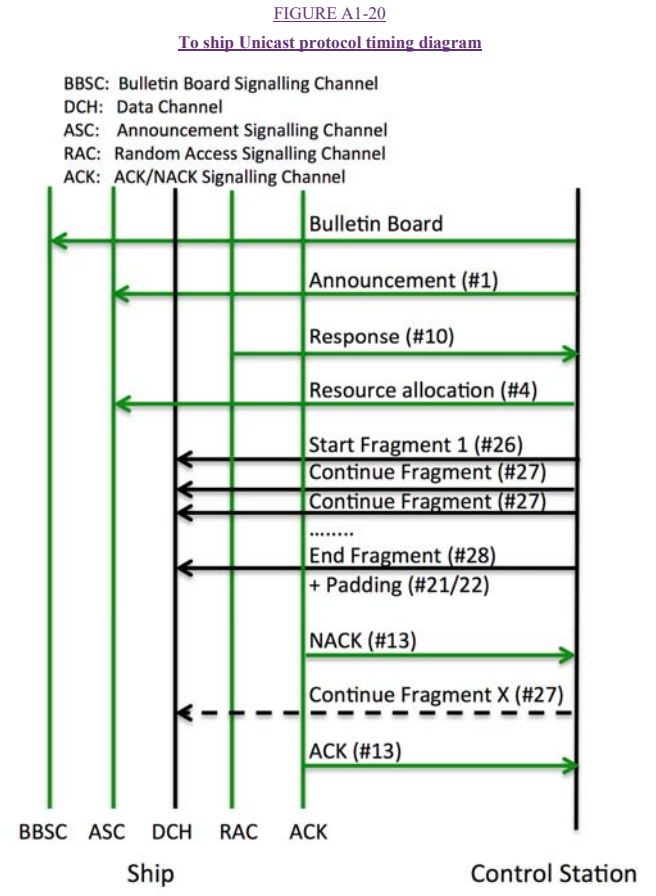 FIGURE A1-20
To ship Unicast protocol timing diagram
BBSC: Bulletin Board Signalling Channel
DCH: Data Channel
ASC: Announcement Signalling Channel
RAC: Random Access Signalling Channel
ACK: ACK/NACK Signalling Channel
Bulletin Board
Announcement (#1)
Response (#10)
Resource allocation (#4)
Start Fragment 1 (#26)
Continue Fragment (#27)
Continue Fragment (#27)
........
End Fragment (#28)
+ Padding (#21/22)
NACK (#13)
Continue Fragment X (#27)
ACK (#13)
BBSC ASC DCH RAC ACK
Ship Control Station